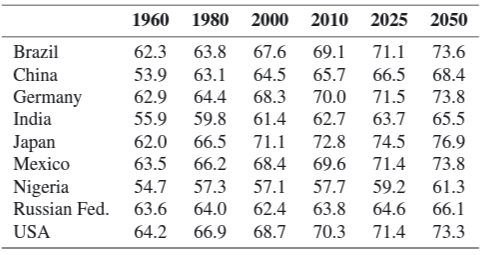 1960 1980 2000 2010 2025 2050
Brazil 62.3 63.8 67.6 69.1 71.1 73.6
China 53.9 63.1 64.5 65.7 66.5 68.4
Germany 62.9 64.4 68.3 70.0 71.5 73.8
India 55.9 59.8 61.4 62.7 63.7 65.5
Japan 62.0 66.5 71.1 72.8 74.5 76.9
Mexico 63.5 66.2 68.4 69.6 71.4 73.8
Nigeria 54.7 57.3 57.1 57.7 59.2 61.3
Russian Fed. 63.6 64.0 62.4 63.8 64.6 66.1
USA 64.2 66.9 68.7 70.3 71.4 73.3